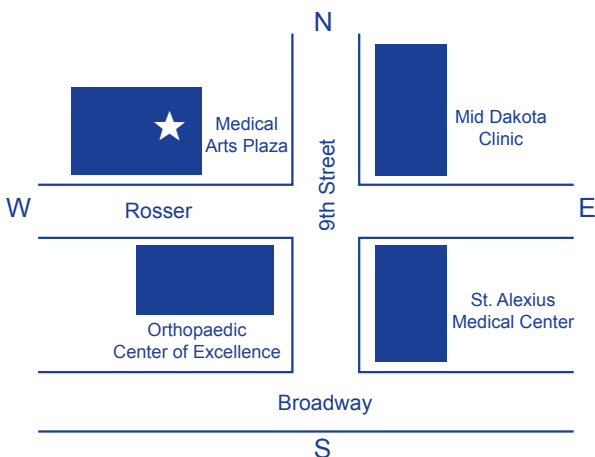 N
Medical
Arts Plaza
Mid Dakota
Clinic
9th Street
W
Rosser
E
Orthopaedic
Center of Excellence
St. Alexius
Medical Center
Broadway
S